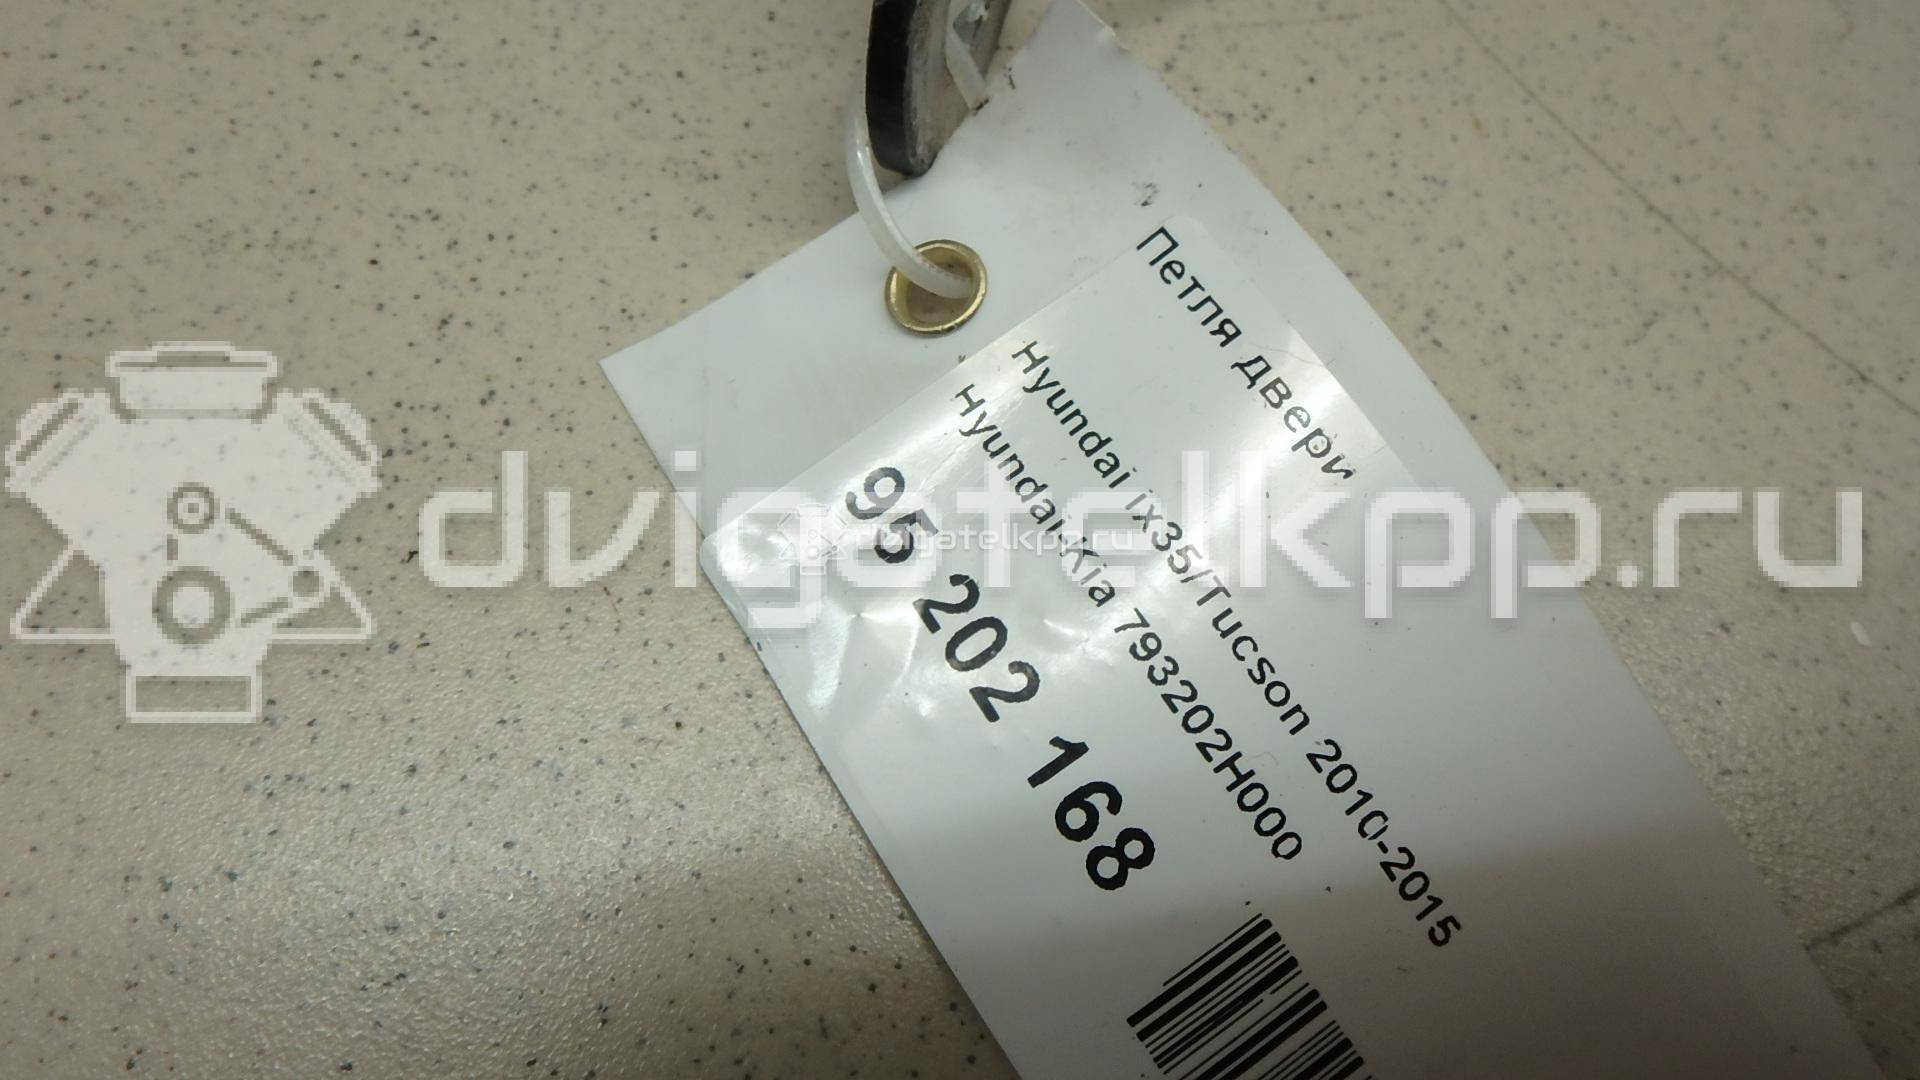 Петля двери
Hyundai ix35/Tucson 2010-2015
Hyundai-Kia 793202H000
95 202 168
dvigatelkpp.ru
dvigatelkpp.ru